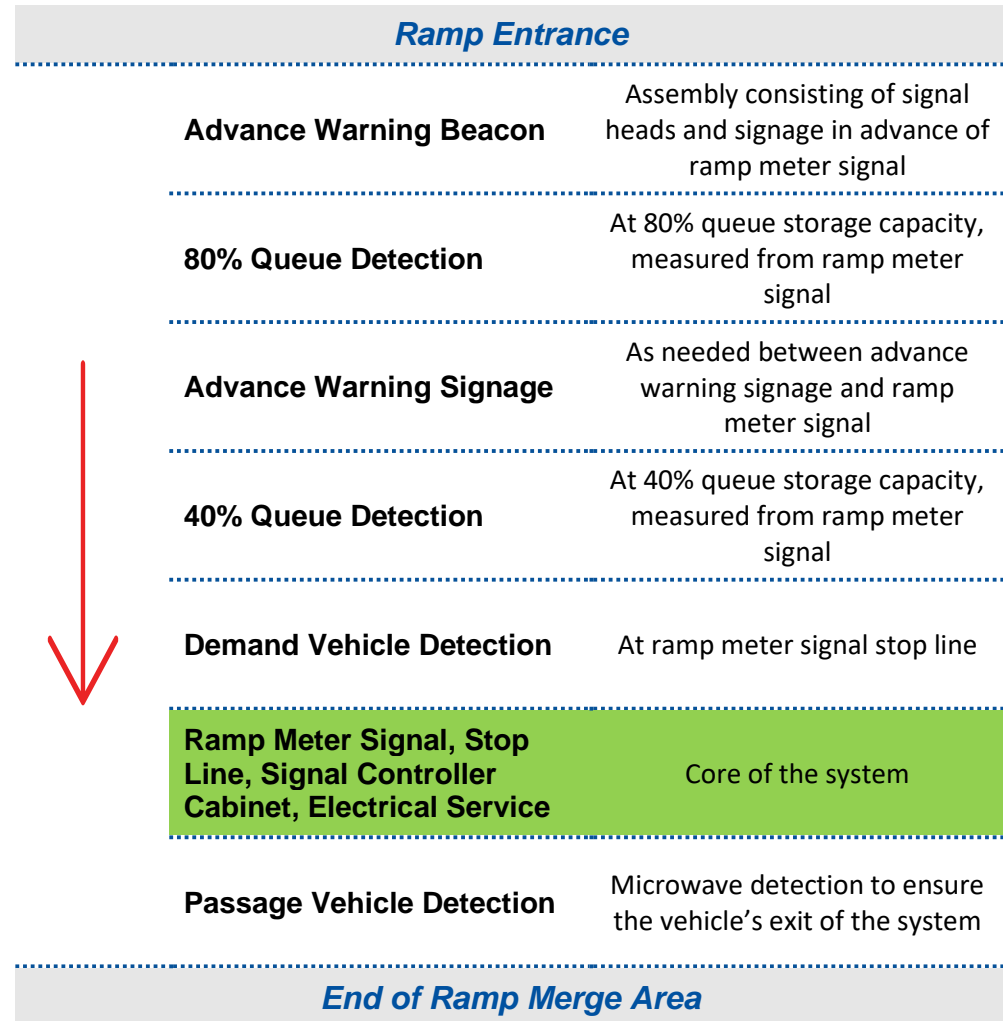 Ramp Entrance
Advance Warning Beacon
Assembly consisting of signal
heads and signage in advance of
ramp meter signal
80% Queue Detection
At 80% queue storage capacity,
measured from ramp meter
signal
Advance Warning Signage
As needed between advance
warning signage and ramp
meter signal
40% Queue Detection
At 40% queue storage capacity,
measured from ramp meter
signal
Demand Vehicle Detection
At ramp meter signal stop line
Ramp Meter Signal, Stop
Line, Signal Controller
Cabinet, Electrical Service
Core of the system
Passage Vehicle Detection
Microwave detection to ensure
the vehicle’s exit of the system
End of Ramp Merge Area